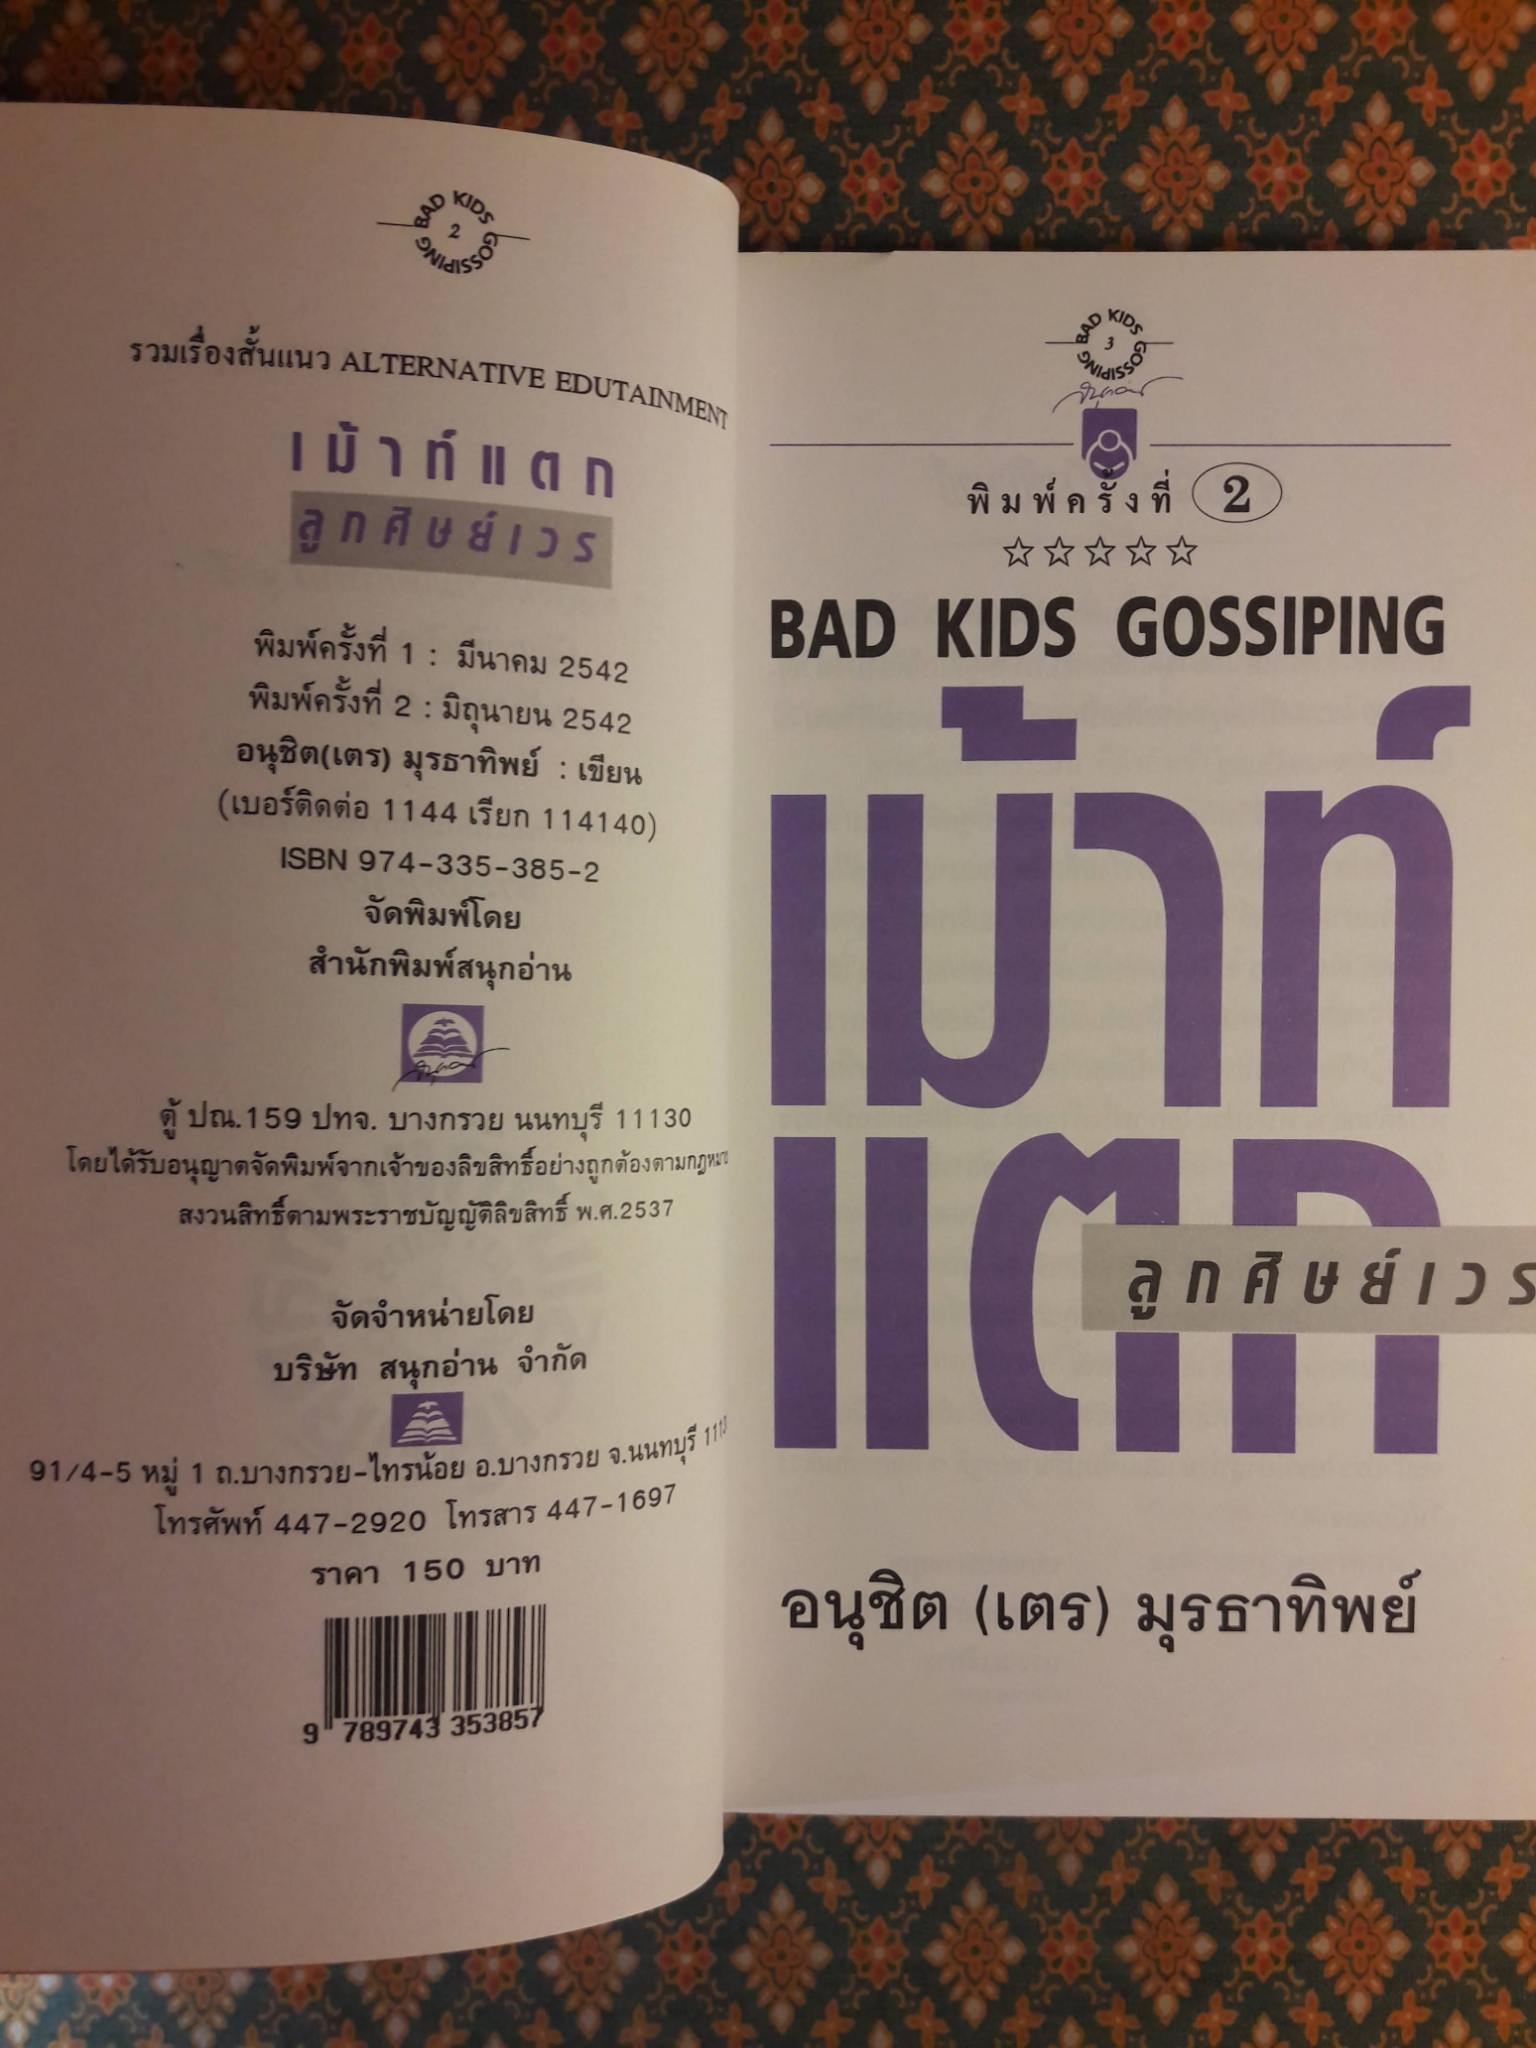 BAD KIDS GOSSIPING
2
รวมเรื่องสั้นแนว ALTERNATIVE EDUTAINMENT
เม้าท์แตก
ลูกศิษย์เวร
พิมพ์ครั้งที่ 1 : มีนาคม 2542
พิมพ์ครั้งที่ 2 : มิถุนายน 2542
อนุชิต(เตร) มุรธาทิพย์ : เขียน
(เบอร์ติดต่อ 1144 เรียก 114140)
ISBN 974-335-385-2
จัดพิมพ์โดย
สำนักพิมพ์สนุกอ่าน
ตู้ ปณ.159 ปทจ. บางกรวย นนทบุรี 11130
โดยได้รับอนุญาตจัดพิมพ์จากเจ้าของลิขสิทธิ์อย่างถูกต้องตามกฎหมาย
สงวนสิทธิ์ตามพระราชบัญญัติลิขสิทธิ์ พ.ศ.2537
จัดจำหน่ายโดย
บริษัท สนุกอ่าน จำกัด
91/4-5 หมู่ 1 ถ.บางกรวย-ไทรน้อย อ.บางกรวย จ.นนทบุรี 1113
โทรศัพท์ 447-2920 โทรสาร 447-1697
ราคา 150 บาท
9 789743 353857
BAD KIDS GOSSIPING
3
พิมพ์ครั้งที่ 2
☆☆☆☆☆
BAD KIDS GOSSIPING
เม้าท์
แตก
ลูกศิษย์เวร
อนุชิต (เตร) มุรธาทิพย์